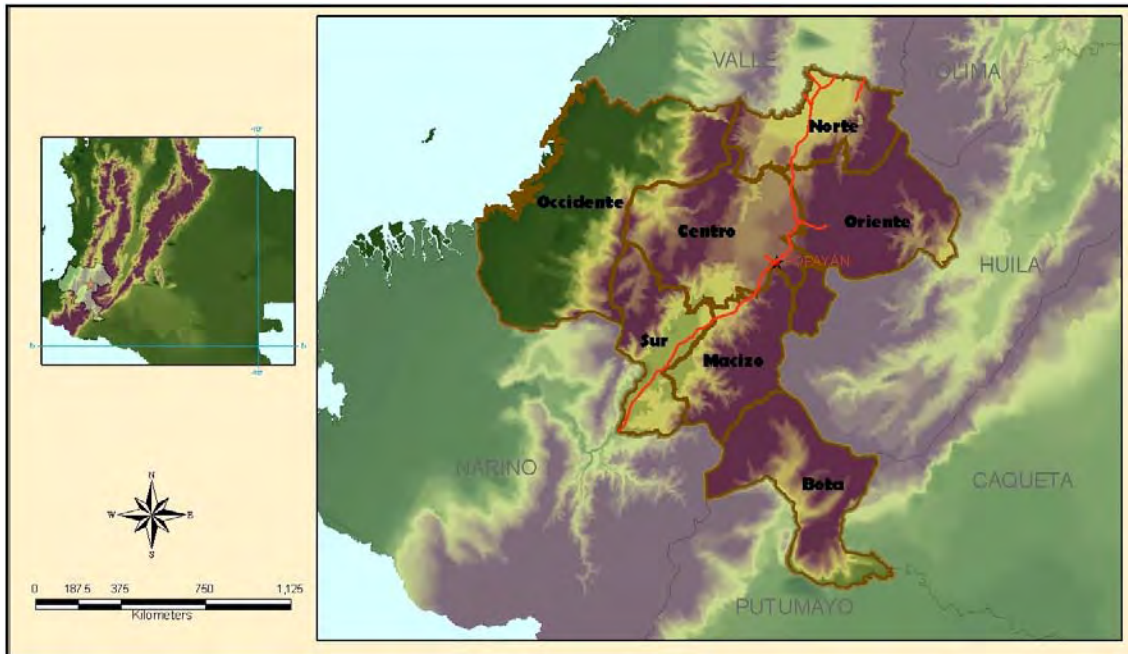 VALLE
TOLIMA
Norte
Occidente
Centro
Oriente
POPAYÁN
HUILA
Sur
Macizo
NARINO
Bota
CAQUETA
PUTUMAYO
N
W E
S
0 187.5 375 750 1,125
Kilometers